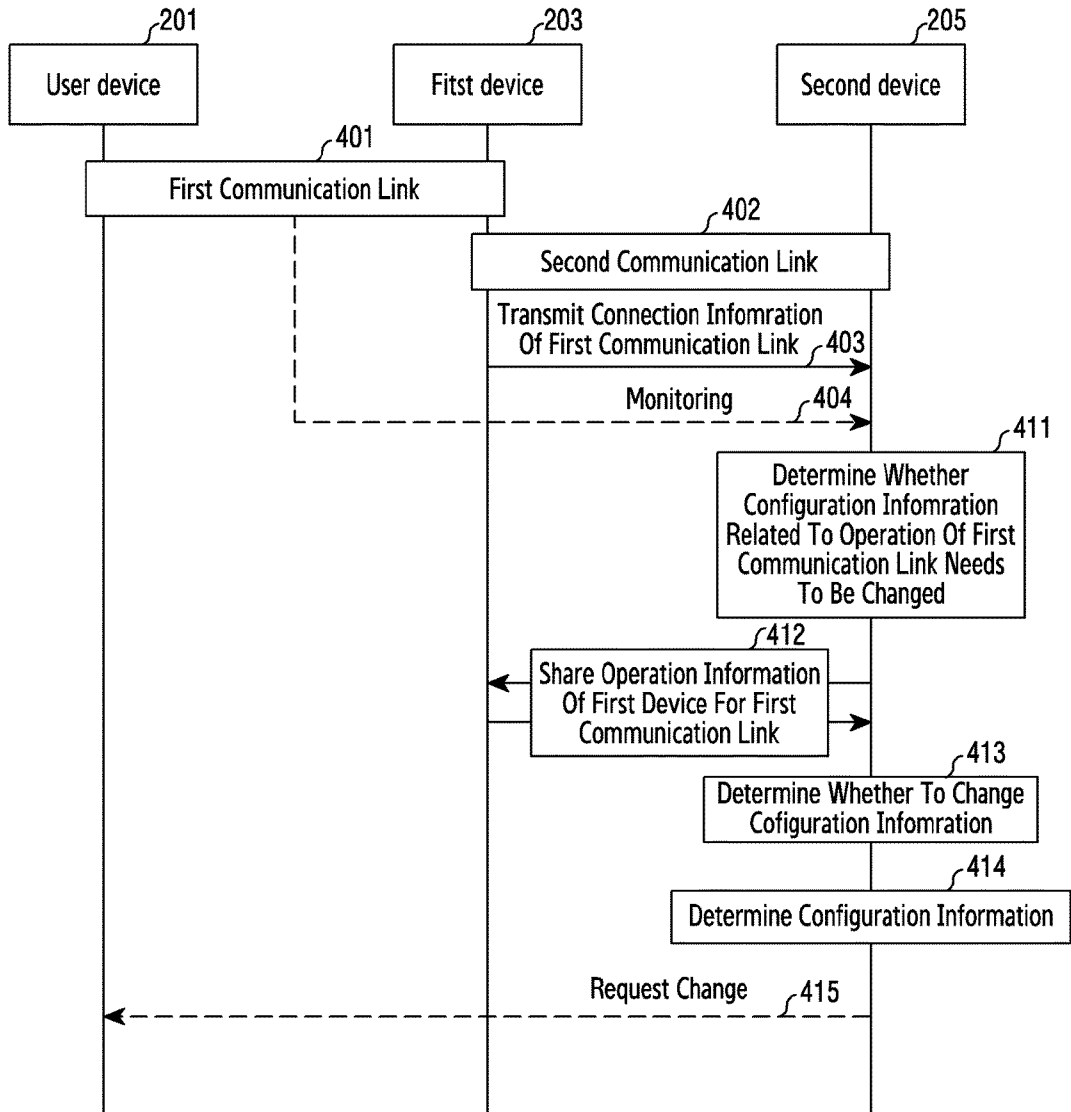 201
203
205
User device
Fitst device
Second device
401
First Communication Link
402
Second Communication Link
Transmit Connection Infomration
Of First Communication Link
403
Monitoring
404
411
Determine Whether
Configuration Infomration
Related To Operation Of First
Communication Link Needs
To Be Changed
412
Share Operation Information
Of First Device For First
Communication Link
413
Determine Whether To Change
Cofiguration Infomration
414
Determine Configuration Information
Request Change
415